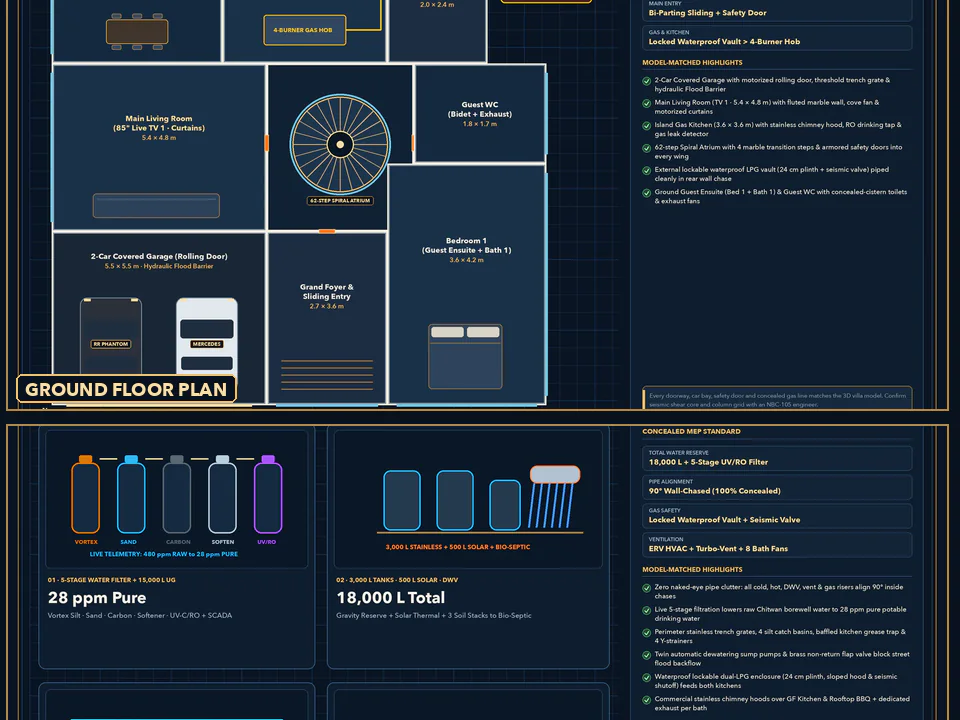 2.0 × 2.4 m
4-BURNER GAS HOB
Main Living Room
(85" Live TV 1 · Curtains)
5.4 × 4.8 m
Guest WC
(Bidet + Exhaust)
1.8 × 1.7 m
62-STEP SPIRAL ATRIUM
2-Car Covered Garage (Rolling Door)
5.5 × 5.5 m · Hydraulic Flood Barrier
Grand Foyer &
Sliding Entry
2.7 × 3.6 m
Bedroom 1
(Guest Ensuite + Bath 1)
3.6 × 4.2 m
RR PHANTOM
MERCEDES
GROUND FLOOR PLAN
MAIN ENTRY
Bi-Parting Sliding + Safety Door
GAS & KITCHEN
Locked Waterproof Vault > 4-Burner Hob
MODEL-MATCHED HIGHLIGHTS
2-Car Covered Garage with motorized rolling door, threshold trench grate &
hydraulic Flood Barrier
Main Living Room (TV 1 · 5.4 × 4.8 m) with fluted marble wall, cove fan &
motorized curtains
Island Gas Kitchen (3.6 × 3.6 m) with stainless chimney hood, RO drinking tap &
gas leak detector
62-step Spiral Atrium with 4 marble transition steps & armored safety doors into
every wing
External lockable waterproof LPG vault (24 cm plinth + seismic valve) piped
cleanly in rear wall chase
Ground Guest Ensuite (Bed 1 + Bath 1) & Guest WC with concealed-cistern toilets
& exhaust fans
Every doorway, car bay, safety door and concealed gas line matches the 3D villa model. Confirm
seismic shear core and column grid with an NBC-105 engineer.
VORTEX
SAND
CARBON
SOFTEN
UV/RO
LIVE TELEMETRY: 480 ppm RAW to 28 ppm PURE
01 · 5-STAGE WATER FILTER + 15,000 L UG
28 ppm Pure
Vortex Silt · Sand · Carbon · Softener · UV-C/RO + SCADA
3,000 L STAINLESS + 500 L SOLAR + BIO-SEPTIC
02 · 3,000 L TANKS · 500 L SOLAR · DWV
18,000 L Total
Gravity Reserve + Solar Thermal + 3 Soil Stacks to Bio-Septic
CONCEALED MEP STANDARD
TOTAL WATER RESERVE
18,000 L + 5-Stage UV/RO Filter
PIPE ALIGNMENT
90° Wall-Chased (100% Concealed)
GAS SAFETY
Locked Waterproof Vault + Seismic Valve
VENTILATION
ERV HVAC + Turbo-Vent + 8 Bath Fans
MODEL-MATCHED HIGHLIGHTS
Zero naked-eye pipe clutter: all cold, hot, DWV, vent & gas risers align 90° inside
chases
Live 5-stage filtration lowers raw Chitwan borewell water to 28 ppm pure potable
drinking water
Perimeter stainless trench grates, 4 silt catch basins, baffled kitchen grease trap &
4 Y-strainers
Twin automatic dewatering sump pumps & brass non-return flap valve block street
flood backflow
Waterproof lockable dual-LPG enclosure (24 cm plinth, sloped hood & seismic
shutoff) feeds both kitchens
Commercial stainless chimney hoods over GF Kitchen & Rooftop BBQ + dedicated
exhaust per bath